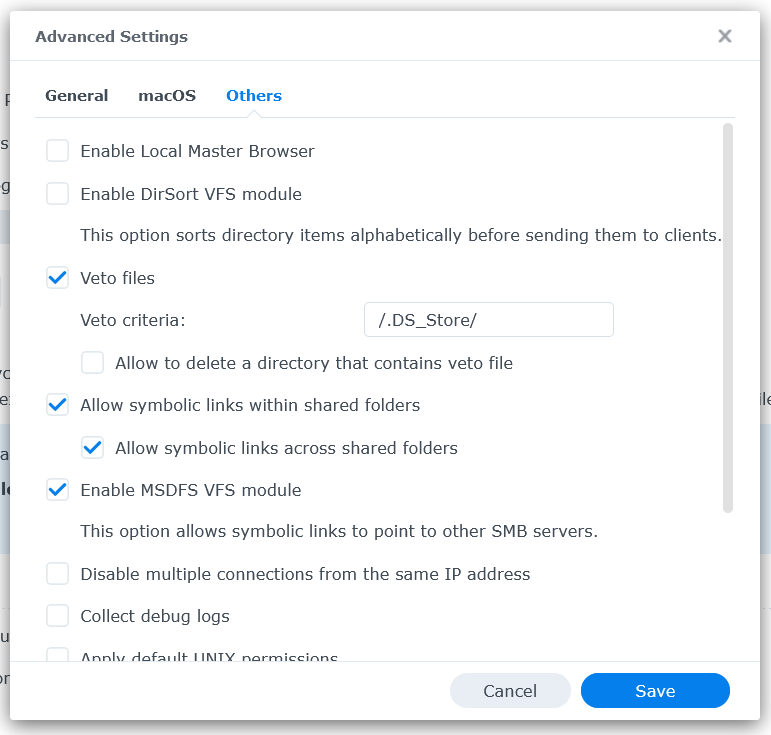 Advanced Settings
General macOS Others
Enable Local Master Browser
Enable DirSort VFS module
This option sorts directory items alphabetically before sending them to clients.
Veto files
Veto criteria: /.DS_Store/
Allow to delete a directory that contains veto file
Allow symbolic links within shared folders
Allow symbolic links across shared folders
Enable MSDFS VFS module
This option allows symbolic links to point to other SMB servers.
Disable multiple connections from the same IP address
Collect debug logs
Apply default UNIX permissions
Cancel Save